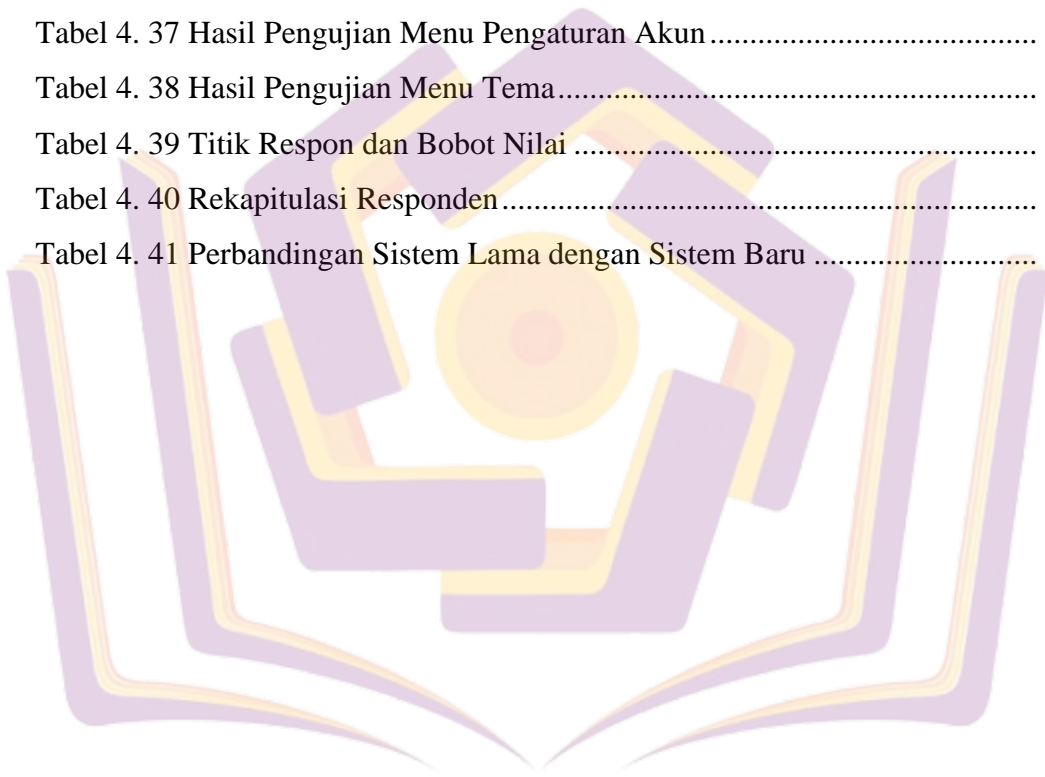 Tabel 4. 37 Hasil Pengujian Menu Pengaturan Akun.....................................
Tabel 4. 38 Hasil Pengujian Menu Tema.......................................................
Tabel 4. 39 Titik Respon dan Bobot Nilai .....................................................
Tabel 4. 40 Rekapitulasi Responden..............................................................
Tabel 4. 41 Perbandingan Sistem Lama dengan Sistem Baru .........................